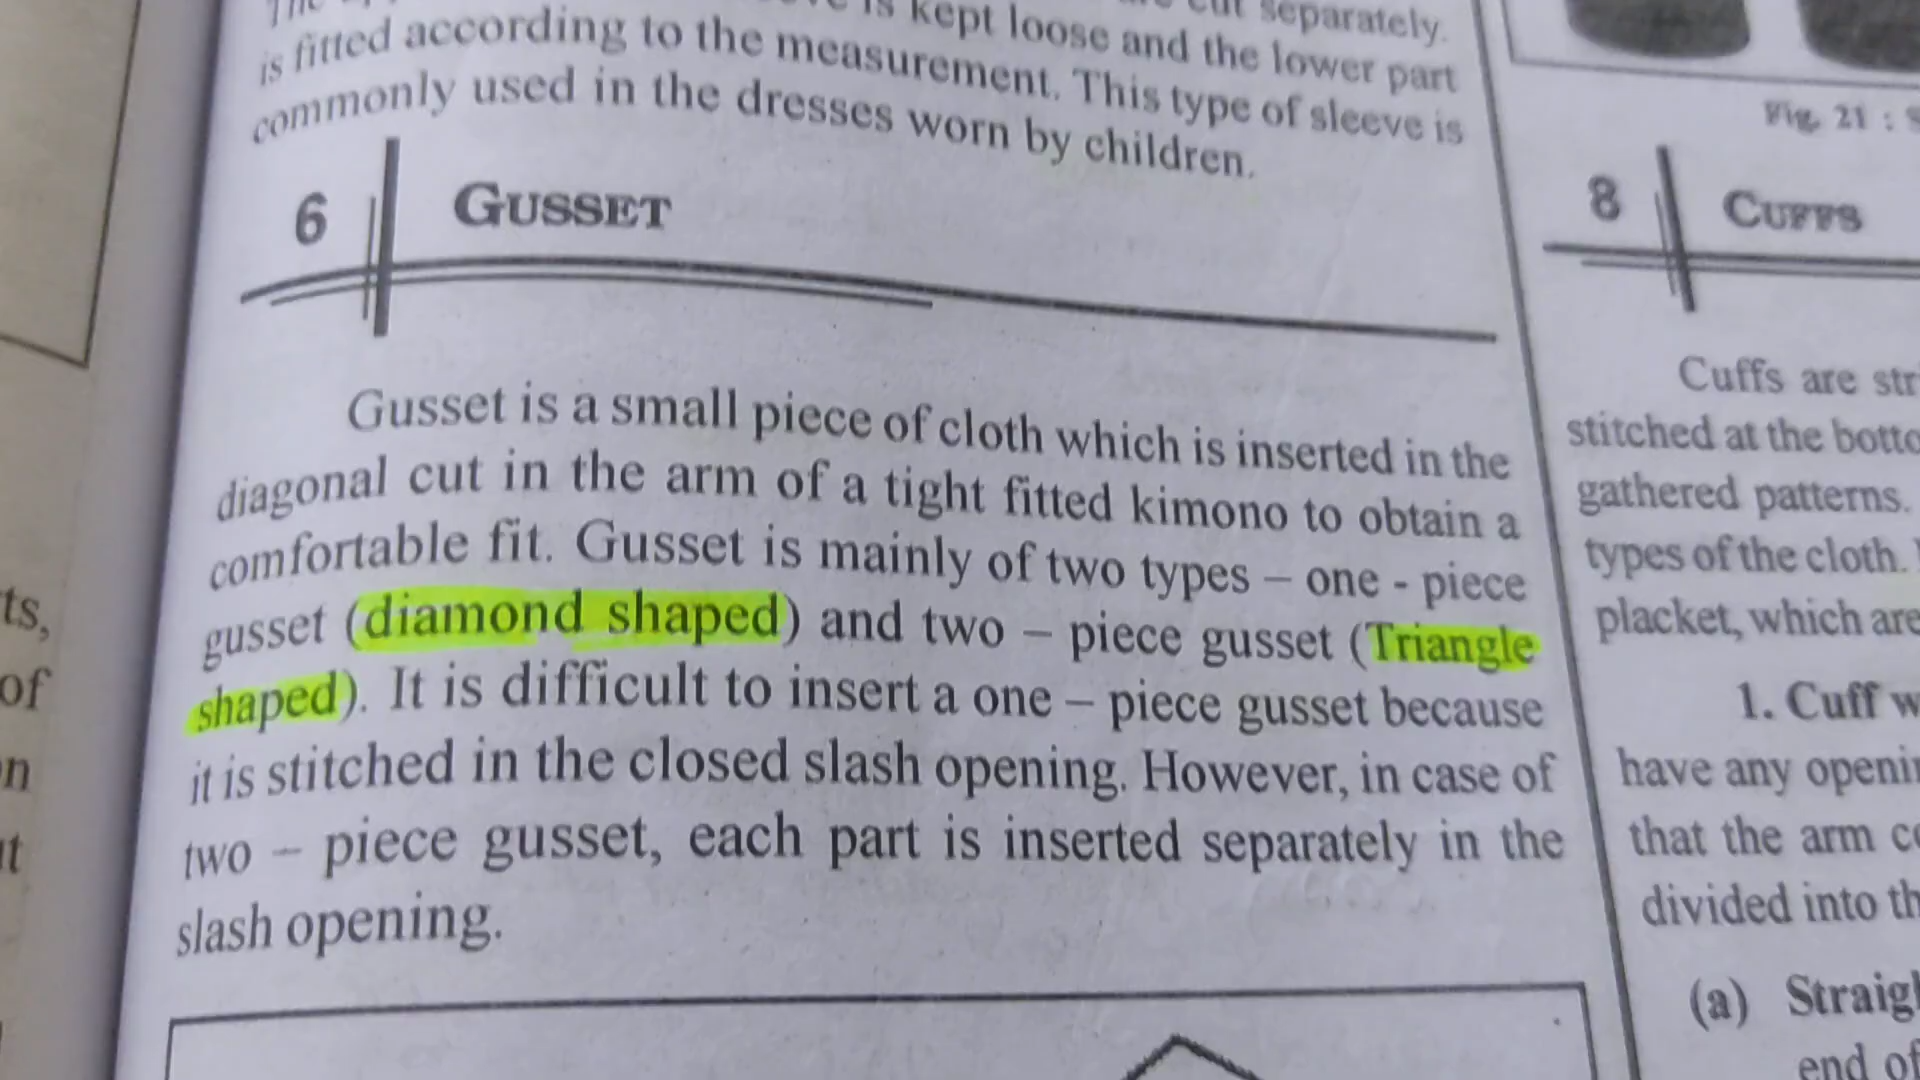 is kept loose and the lower part
is fitted according to the measurement. This type of sleeve is
commonly used in the dresses worn by children.
6 GUSSET
Gusset is a small piece of cloth which is inserted in the
diagonal cut in the arm of a tight fitted kimono to obtain a
comfortable fit. Gusset is mainly of two types – one - piece
gusset (diamond shaped) and two – piece gusset (Triangle
shaped). It is difficult to insert a one – piece gusset because
it is stitched in the closed slash opening. However, in case of
two – piece gusset, each part is inserted separately in the
slash opening.
ts,
of
Fig. 21 :
8 CUFFS
Cuffs are
stitched at the
gathered patterns.
types of the cloth.
placket, which are
1. Cuff
have any
that the arm
divided into
(a)
end of